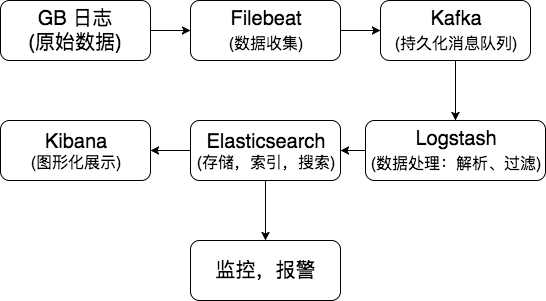 GB 日志
(原始数据)
Filebeat
(数据收集)
Kafka
(持久化消息队列)
Kibana
(图形化展示)
Elasticsearch
(存储，索引，搜索)
Logstash
(数据处理：解析、过滤)
监控，报警